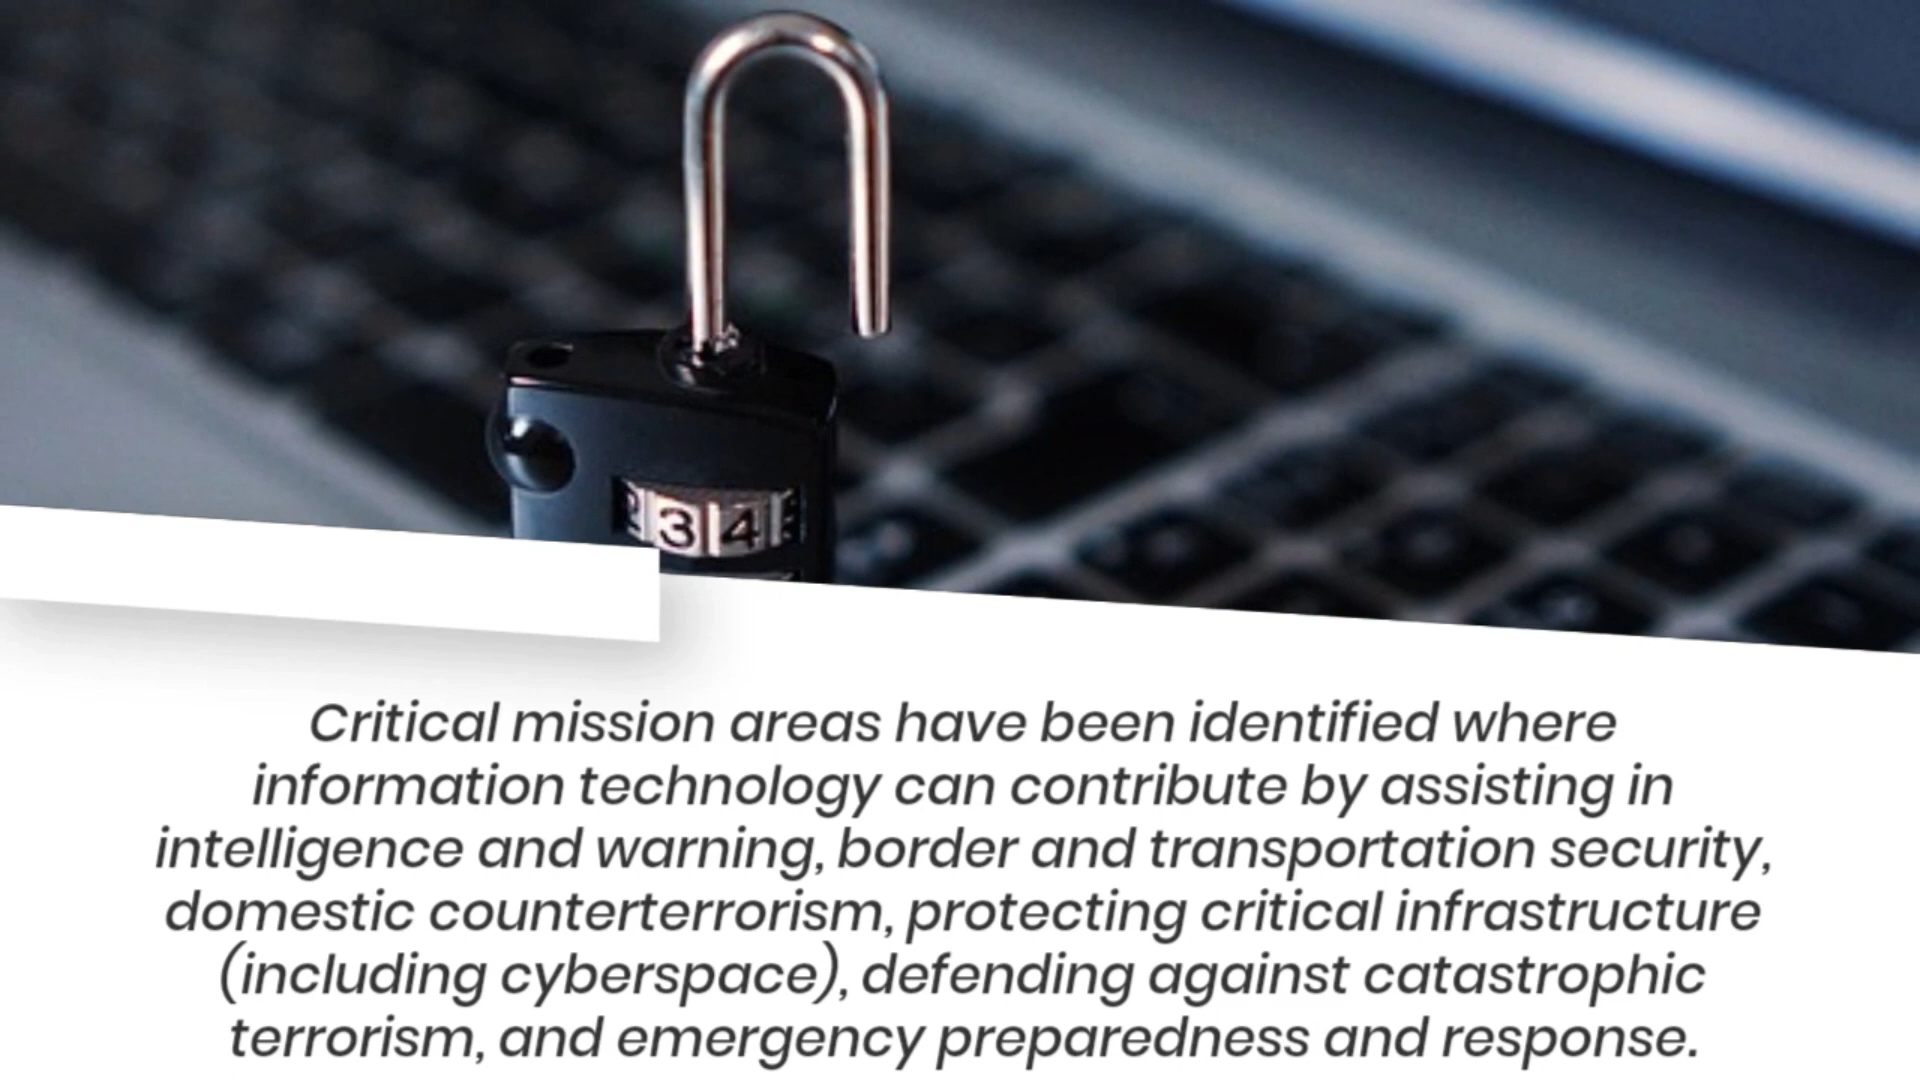 34
Critical mission areas have been identified where
information technology can contribute by assisting in
intelligence and warning, border and transportation security,
domestic counterterrorism, protecting critical infrastructure
(including cyberspace), defending against catastrophic
terrorism, and emergency preparedness and response.